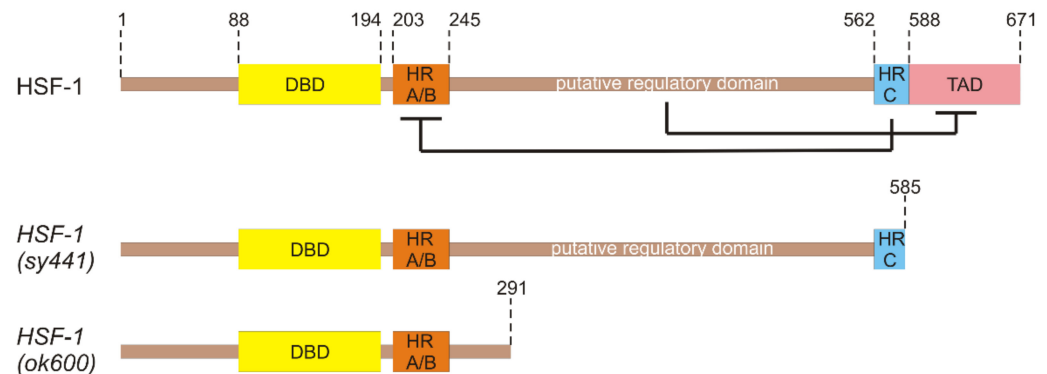 1 88 194 203 245 562 588 671
HSF-1
DBD
HR
A/B
putative regulatory domain
HR
C
TAD
585
HSF-1
(sy441)
DBD
HR
A/B
putative regulatory domain
HR
C
291
HSF-1
(ok600)
DBD
HR
A/B